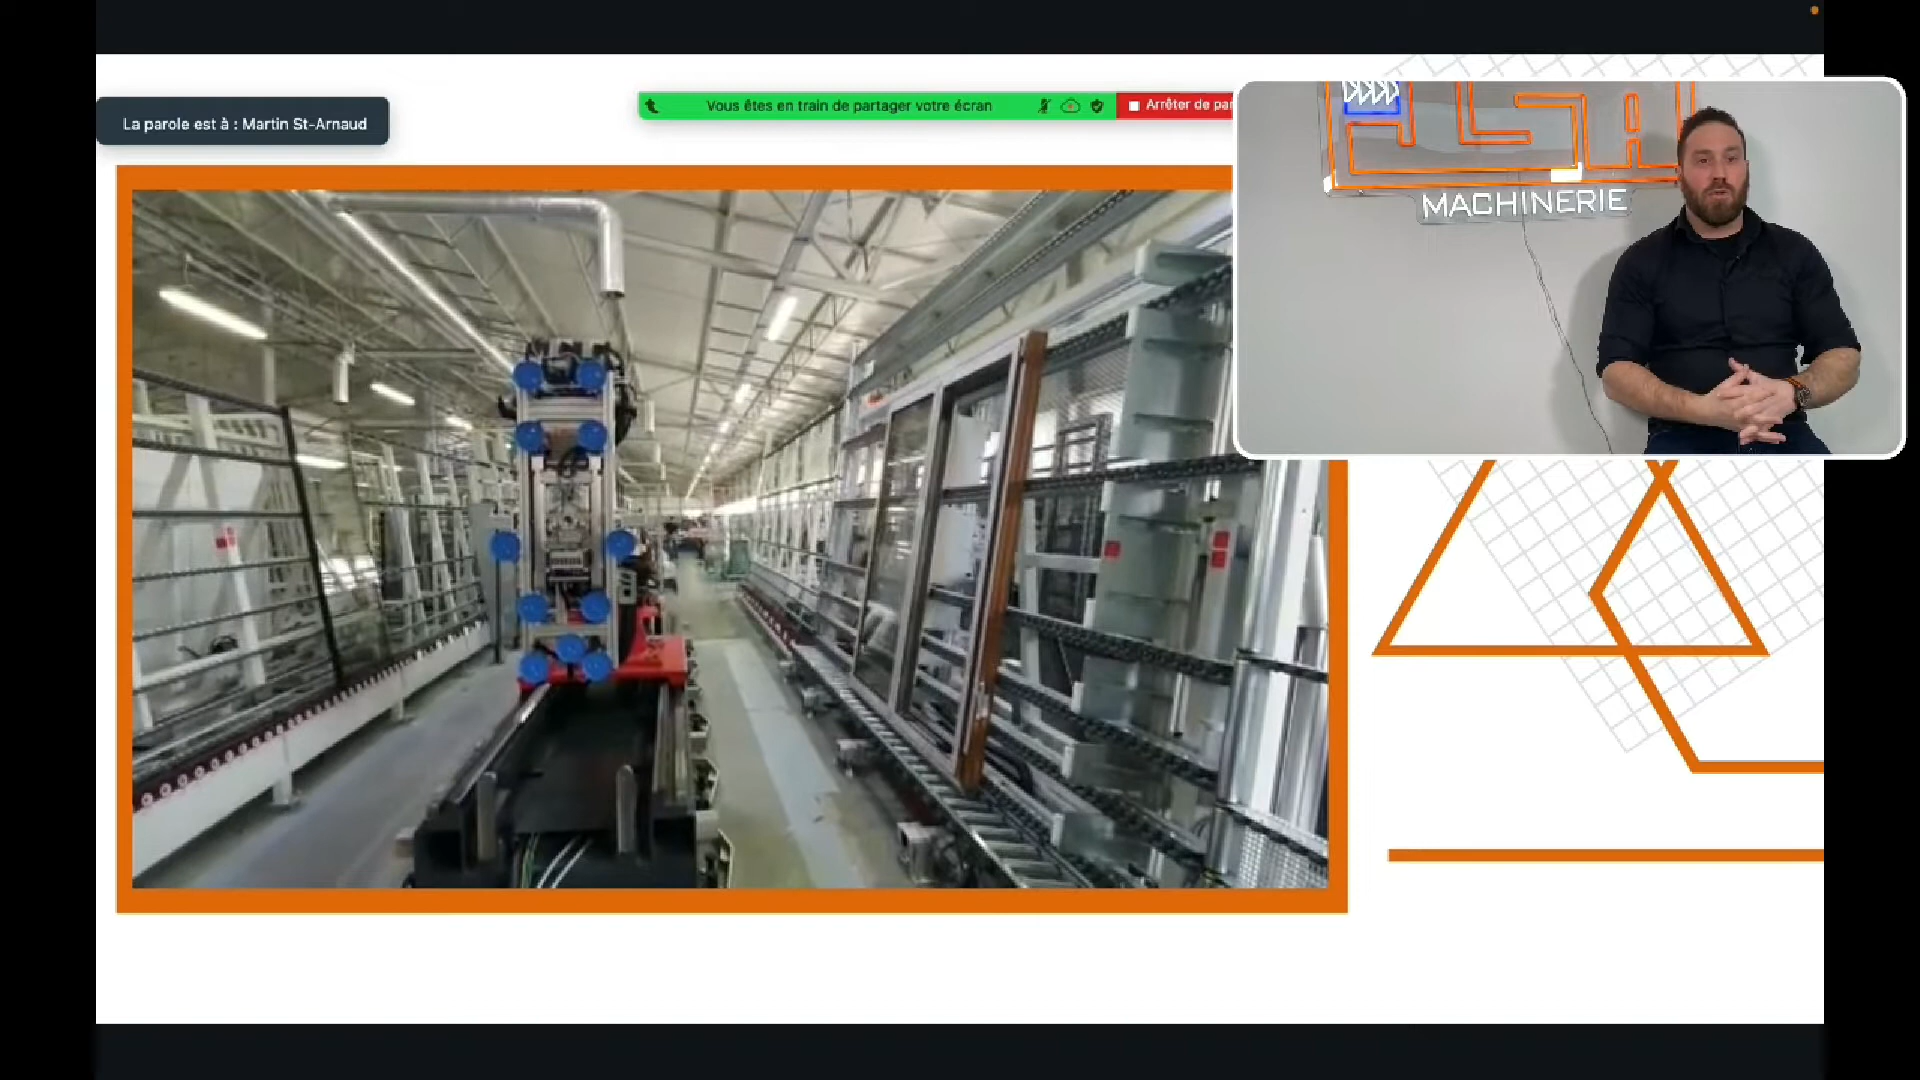 La parole est à : Martin St-Arnaud
Vous êtes en train de partager votre écran
Arrêter de par
MACHINERIE